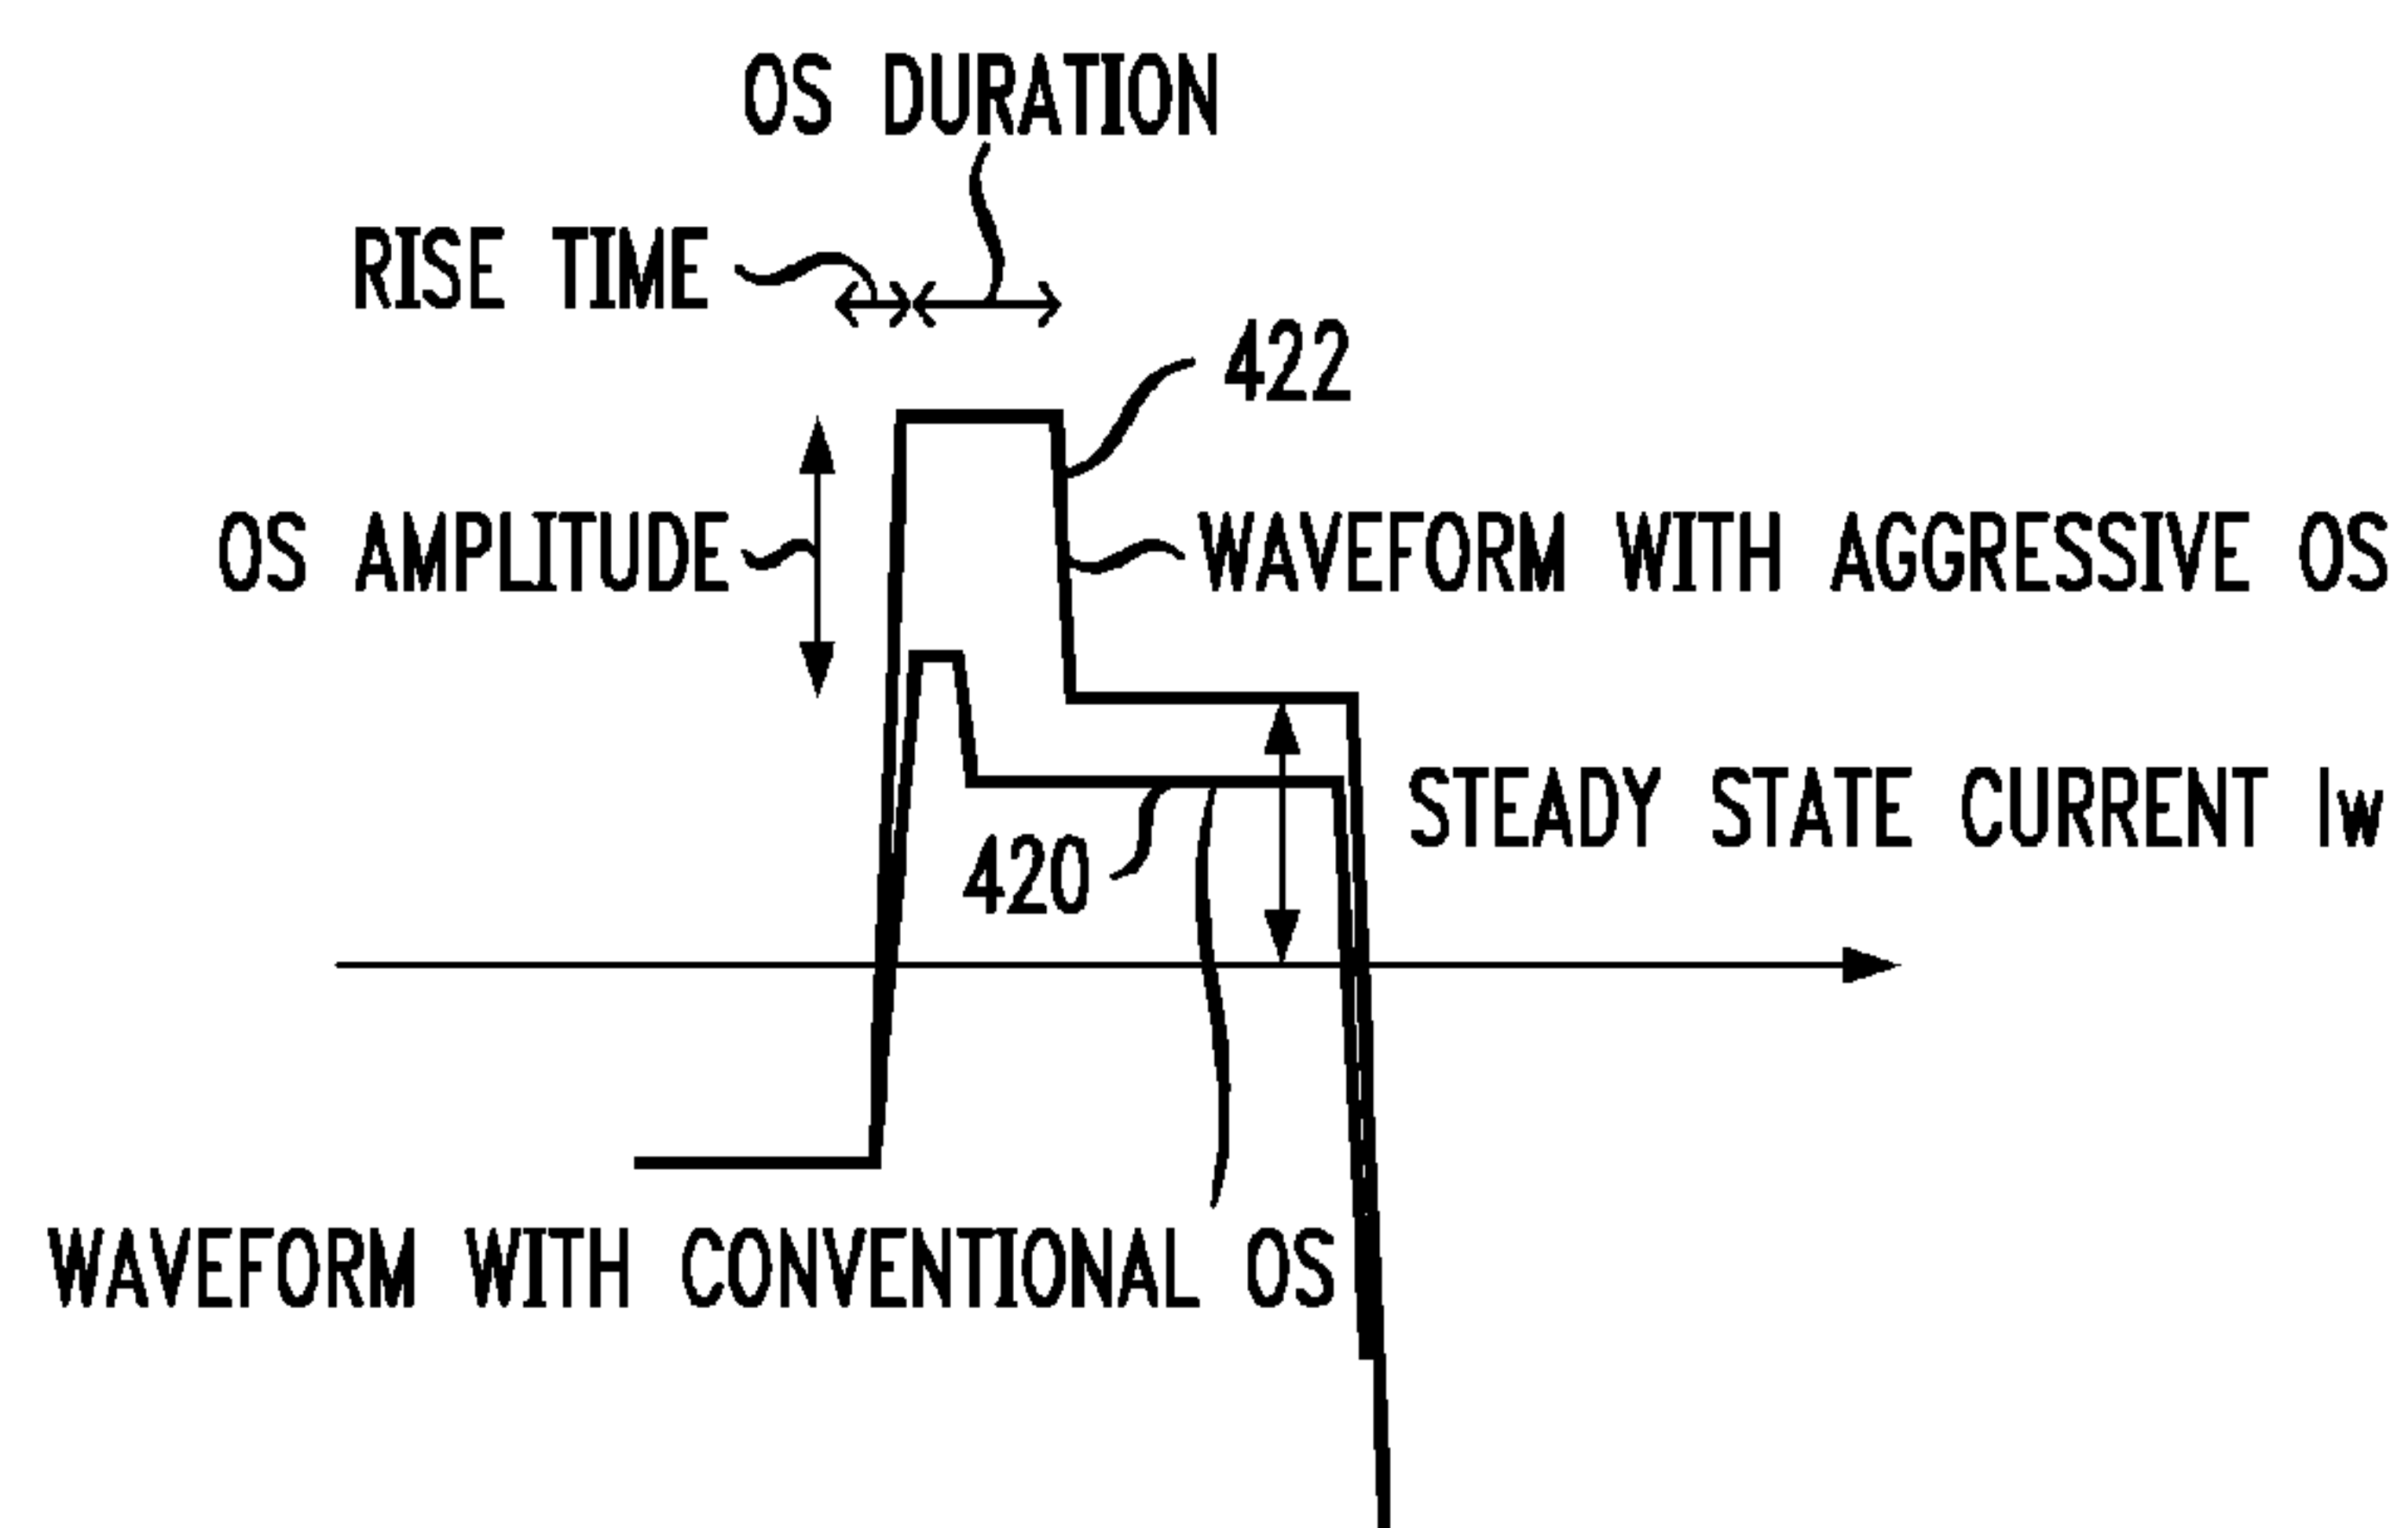 OS DURATION
RISE TIME
422
OS AMPLITUDE
WAVEFORM WITH AGGRESSIVE OS
STEADY STATE CURRENT Iw
420
WAVEFORM WITH CONVENTIONAL OS